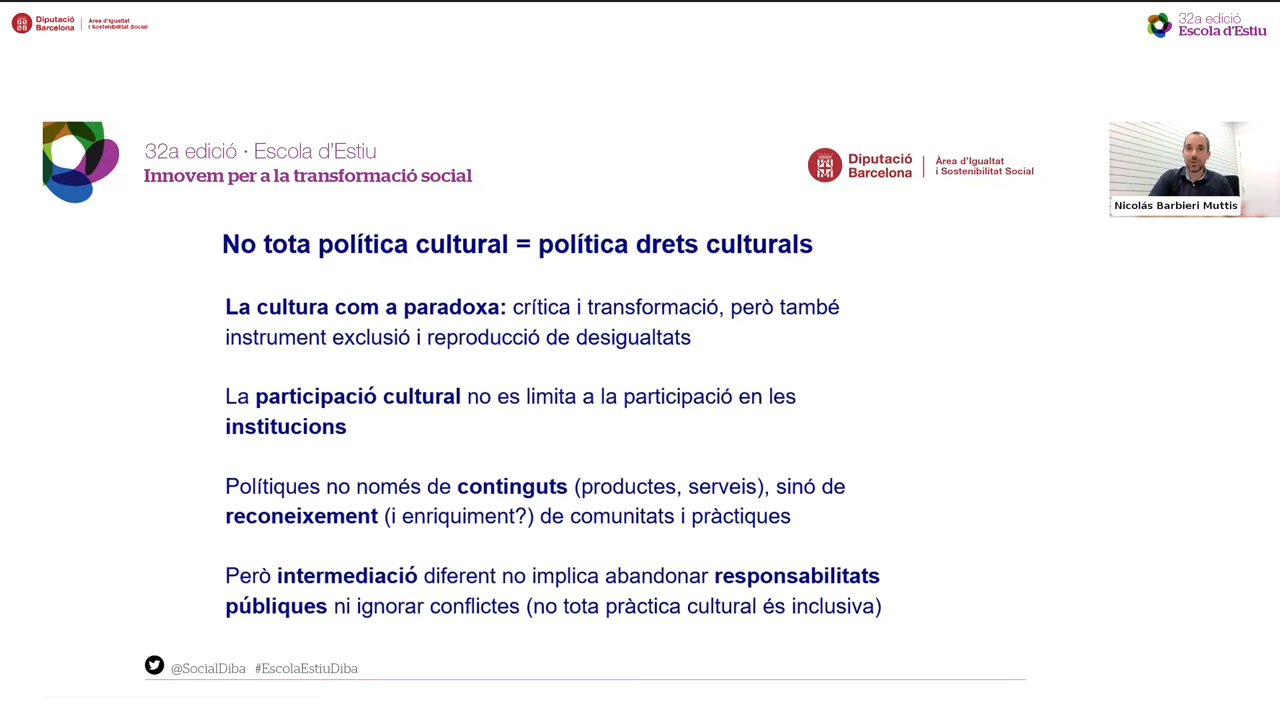 Diputació
Barcelona
Àrea d'Igualtat
i Sostenibilitat Social
32a edició
Escola d'Estiu
32a edició · Escola d'Estiu
Innovem per a la transformació social
Diputació
Barcelona
Àrea d'Igualtat
i Sostenibilitat Social
Nicolás Barbieri Muttis
No tota política cultural = política drets culturals
La cultura com a paradoxa: crítica i transformació, però també
instrument exclusió i reproducció de desigualtats
La participació cultural no es limita a la participació en les
institucions
Polítiques no només de continguts (productes, serveis), sinó de
reconeixement (i enriquiment?) de comunitats i pràctiques
Però intermediació diferent no implica abandonar responsabilitats
públiques ni ignorar conflictes (no tota pràctica cultural és inclusiva)
@SocialDiba #EscolaEstiuDiba